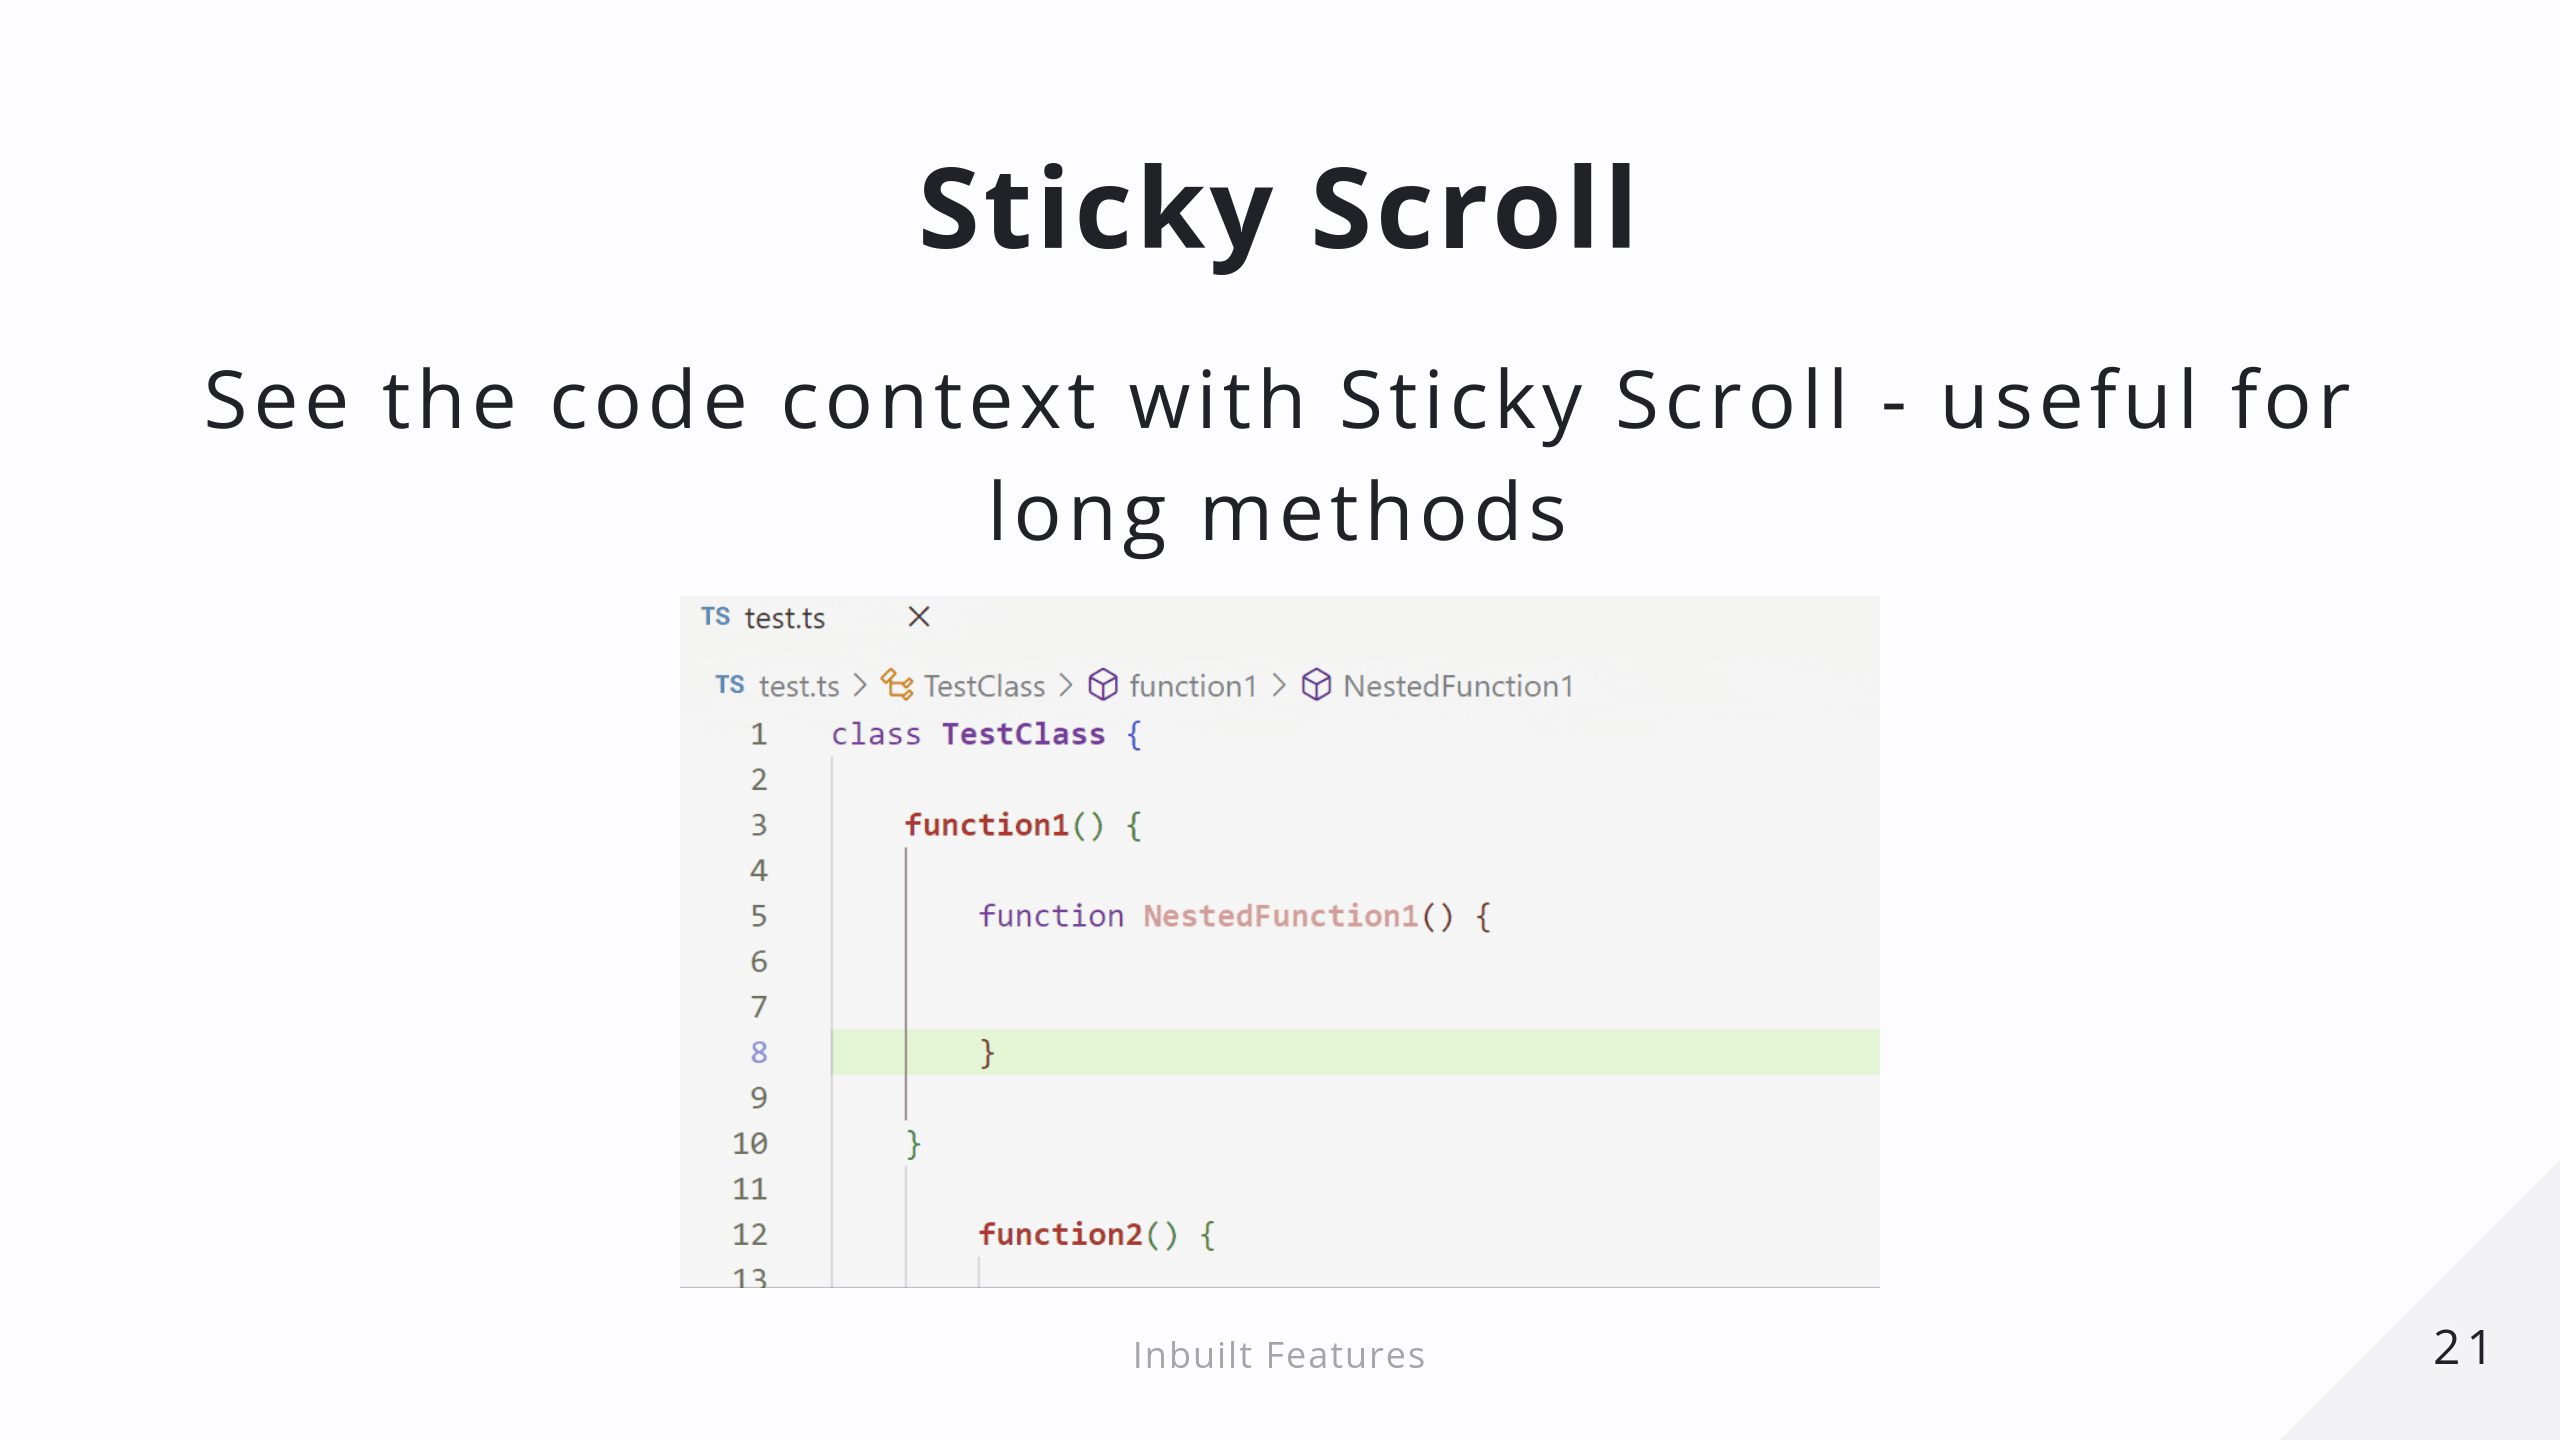 Sticky Scroll
See the code context with Sticky Scroll - useful for
long methods
TS test.ts
TS test.ts > TestClass > function1 > NestedFunction1
1 class TestClass {
2
3 function1() {
4
5 function NestedFunction1() {
6
7
8 }
9
10 }
11
12 function2() {
13
Inbuilt Features
21